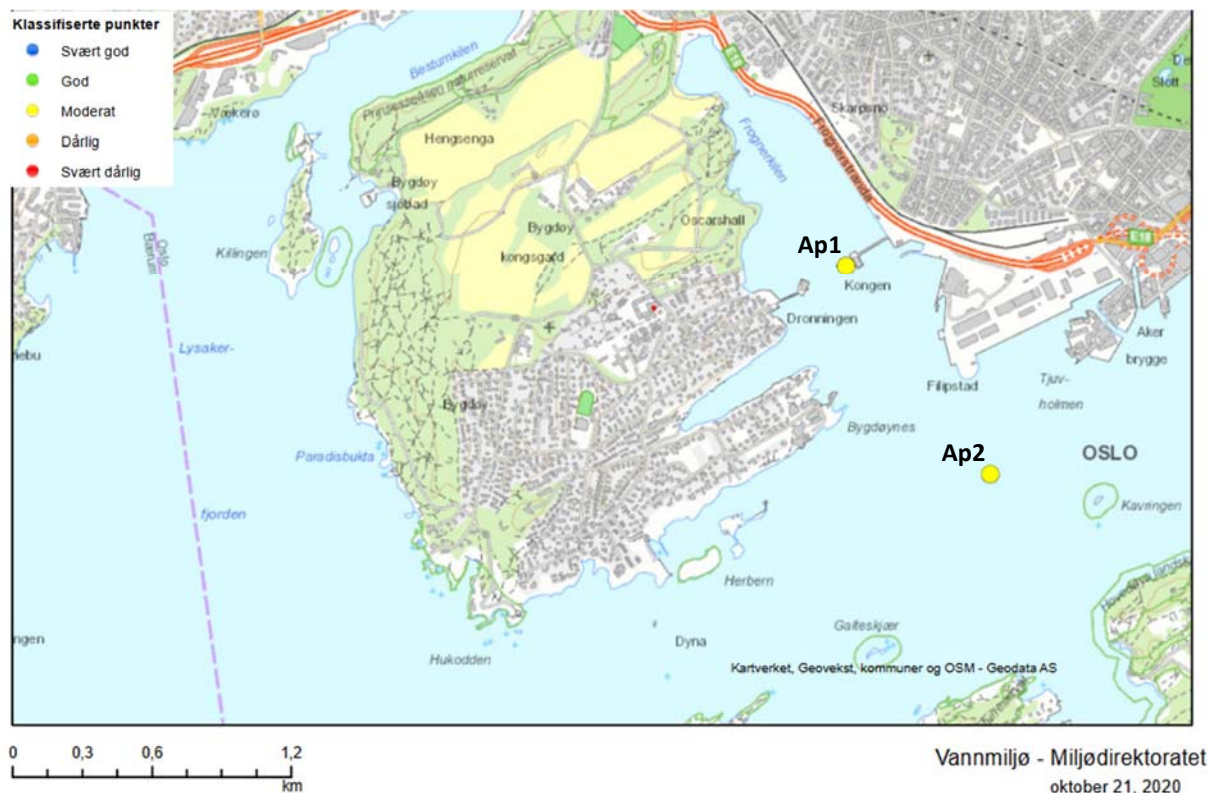 Klassifiserte punkter
Svært god
God
Moderat
Dårlig
Svært dårlig
Bestumkilen
Vækerø
Hengsenga
Bygdøy
sjøbad
Killingen
Oslo
Bærum
Lysaker-
fjorden
Bygdøy
kongsgård
Oscarshall
Frognerkilen
Skarpsno
Frognerstranda
Slott
E18
Ap1
Kongen
Dronningen
Filipstad
Aker
brygge
Tjuv-
holmen
Bygdøy
Paradisbukta
Bygdøynes
Ap2
OSLO
Kavringen
Herbern
Dyna
Galteskjær
Hukodden
Kartverket, Geovekst, kommuner og OSM - Geodata AS
0 0,3 0,6 1,2
km
Vannmiljø - Miljødirektoratet
oktober 21, 2020